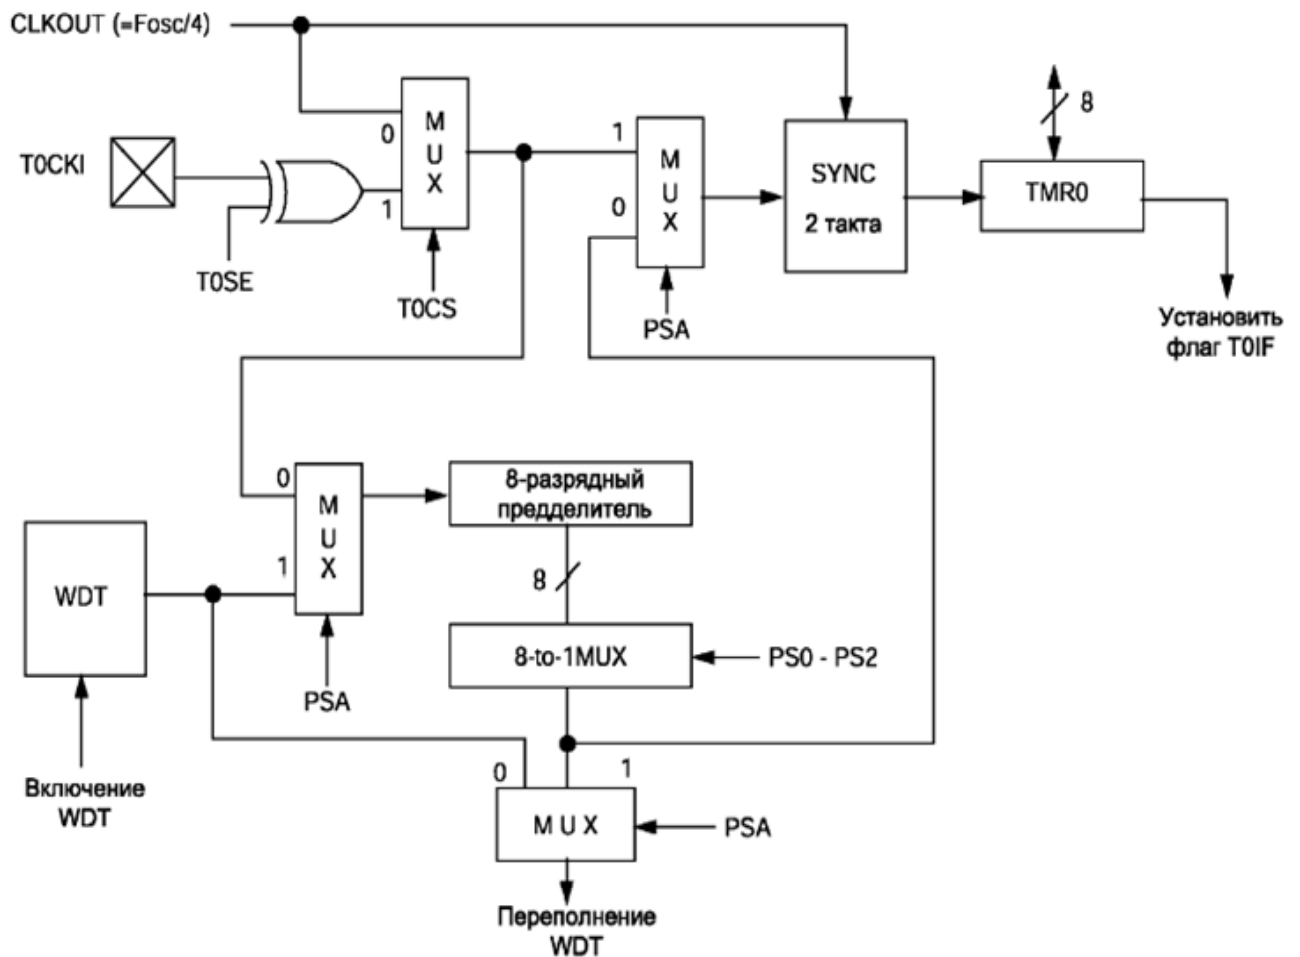 CLKOUT (=Fosc/4)
T0CKI
T0SE
0
1
M
U
X
T0CS
1
0
M
U
X
PSA
SYNC
2 такта
8
TMR0
Установить
флаг T0IF
0
1
M
U
X
PSA
8-разрядный
предделитель
8
8-to-1MUX
PS0 - PS2
WDT
Включение
WDT
0
1
M U X
PSA
Переполнение
WDT